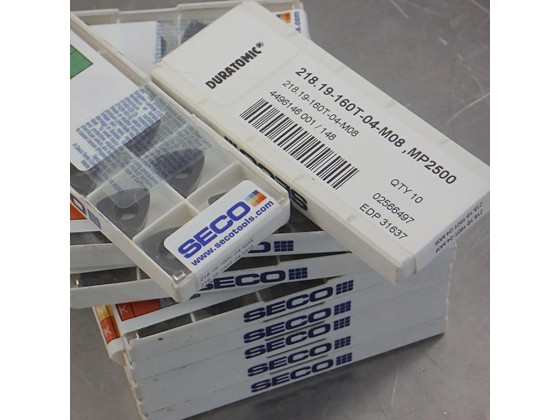 DURATOMIC®
218.19-160T-04-M08 ,MP2500
218.19-160T-04-M08
4496146 001 / 148
QTY 10
02566497
EDP 31637
SECO
www.secotools.com
SECO
SECO
SECO
SECO
SECO
SECO